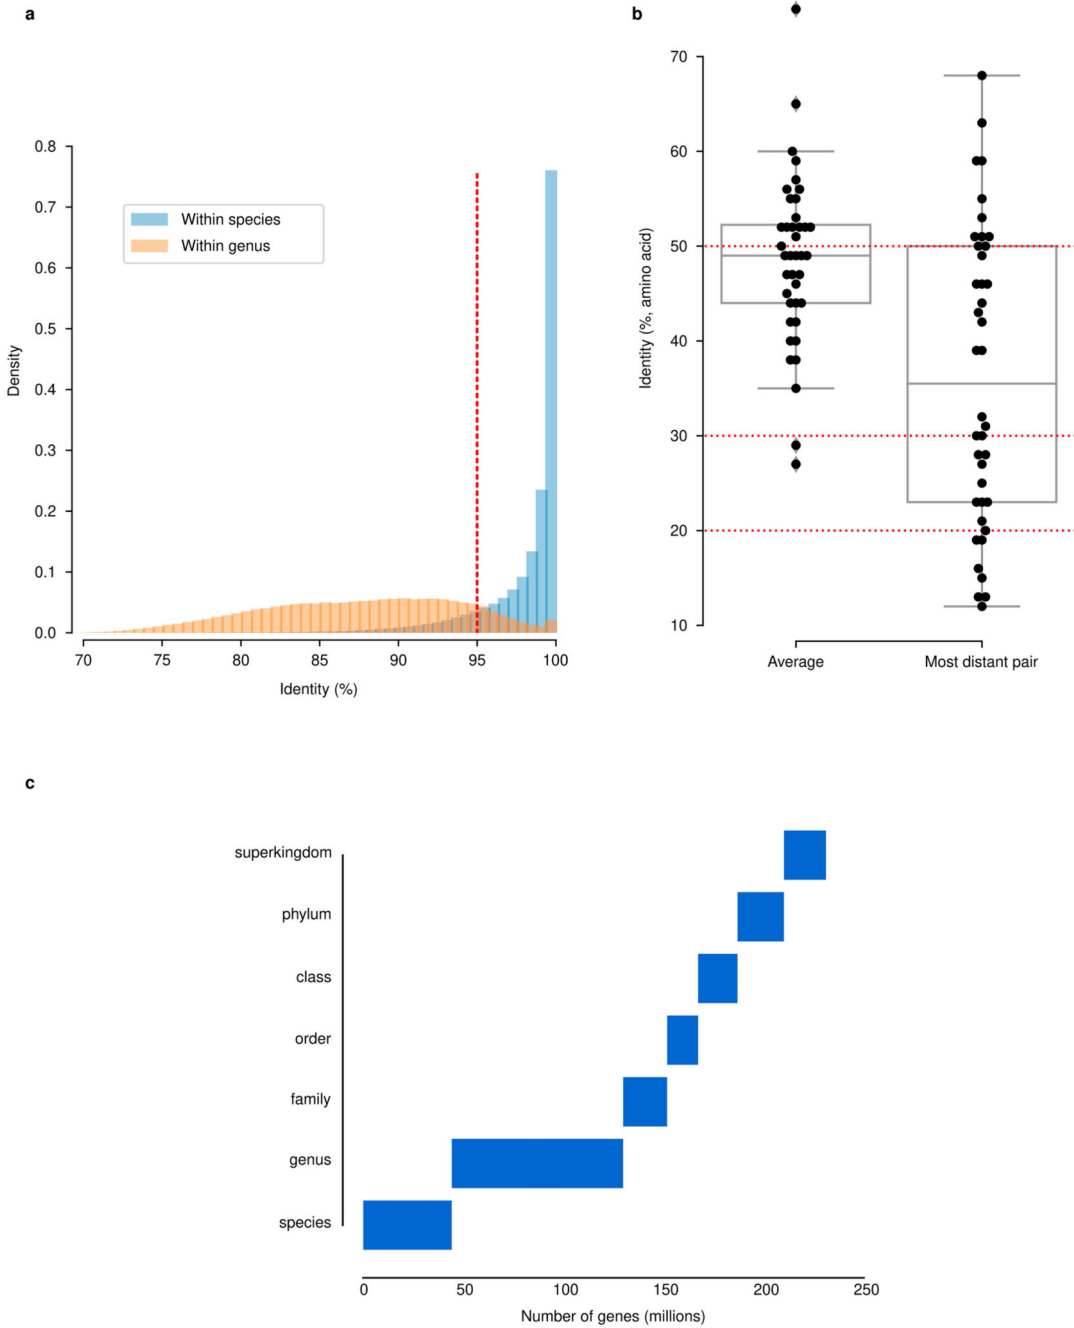 a
0.8
0.7
0.6
0.5
0.4
0.3
0.2
0.1
0.0
Density
Within species
Within genus
70 75 80 85 90 95 100
Identity (%)
b
70
60
50
40
30
20
10
Identity (%, amino acid)
Average Most distant pair
c
superkingdom
phylum
class
order
family
genus
species
0 50 100 150 200 250
Number of genes (millions)